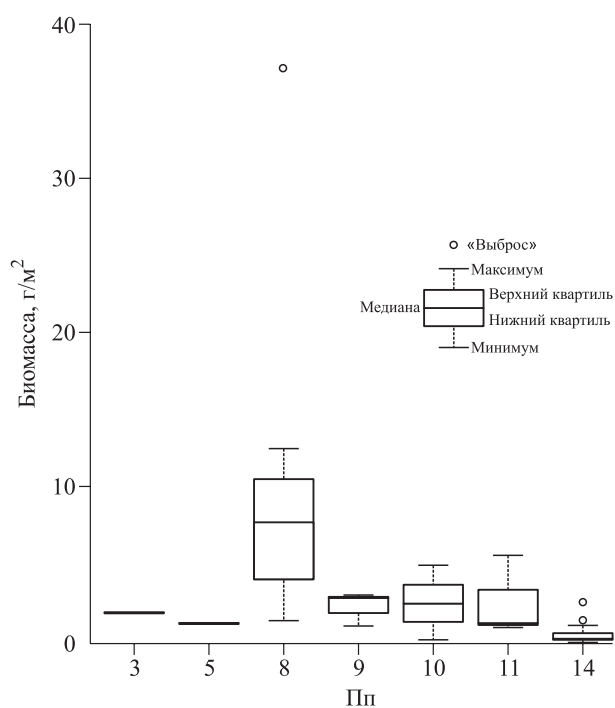 40
30
20
10
0
Биомасса, г/м²
«Выброс»
Максимум
Верхний квартиль
Медиана
Нижний квартиль
Минимум
3 5 8 9 10 11 14
Пп